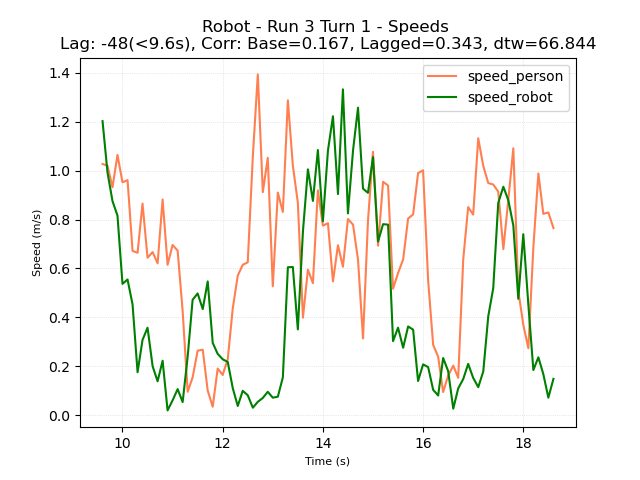 Robot - Run 3 Turn 1 - Speeds
Lag: -48(<9.6s), Corr: Base=0.167, Lagged=0.343, dtw=66.844
speed_person
speed_robot
1.4
1.2
1.0
0.8
0.6
0.4
0.2
0.0
Speed (m/s)
10
12
14
16
18
Time (s)